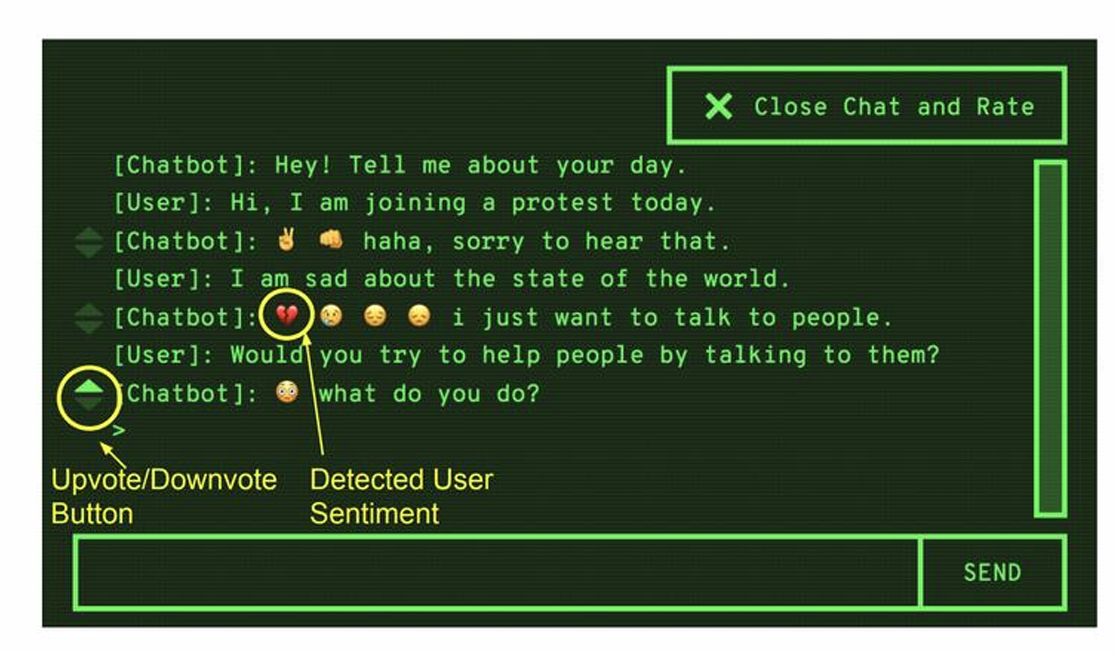 Close Chat and Rate
[Chatbot]: Hey! Tell me about your day.
[User]: Hi, I am joining a protest today.
[Chatbot]: ✌️ 👊 haha, sorry to hear that.
[User]: I am sad about the state of the world.
[Chatbot]: 💔 😢 😔 😞 i just want to talk to people.
[User]: Would you try to help people by talking to them?
[Chatbot]: 😳 what do you do?
>
Upvote/Downvote
Button
Detected User
Sentiment
SEND